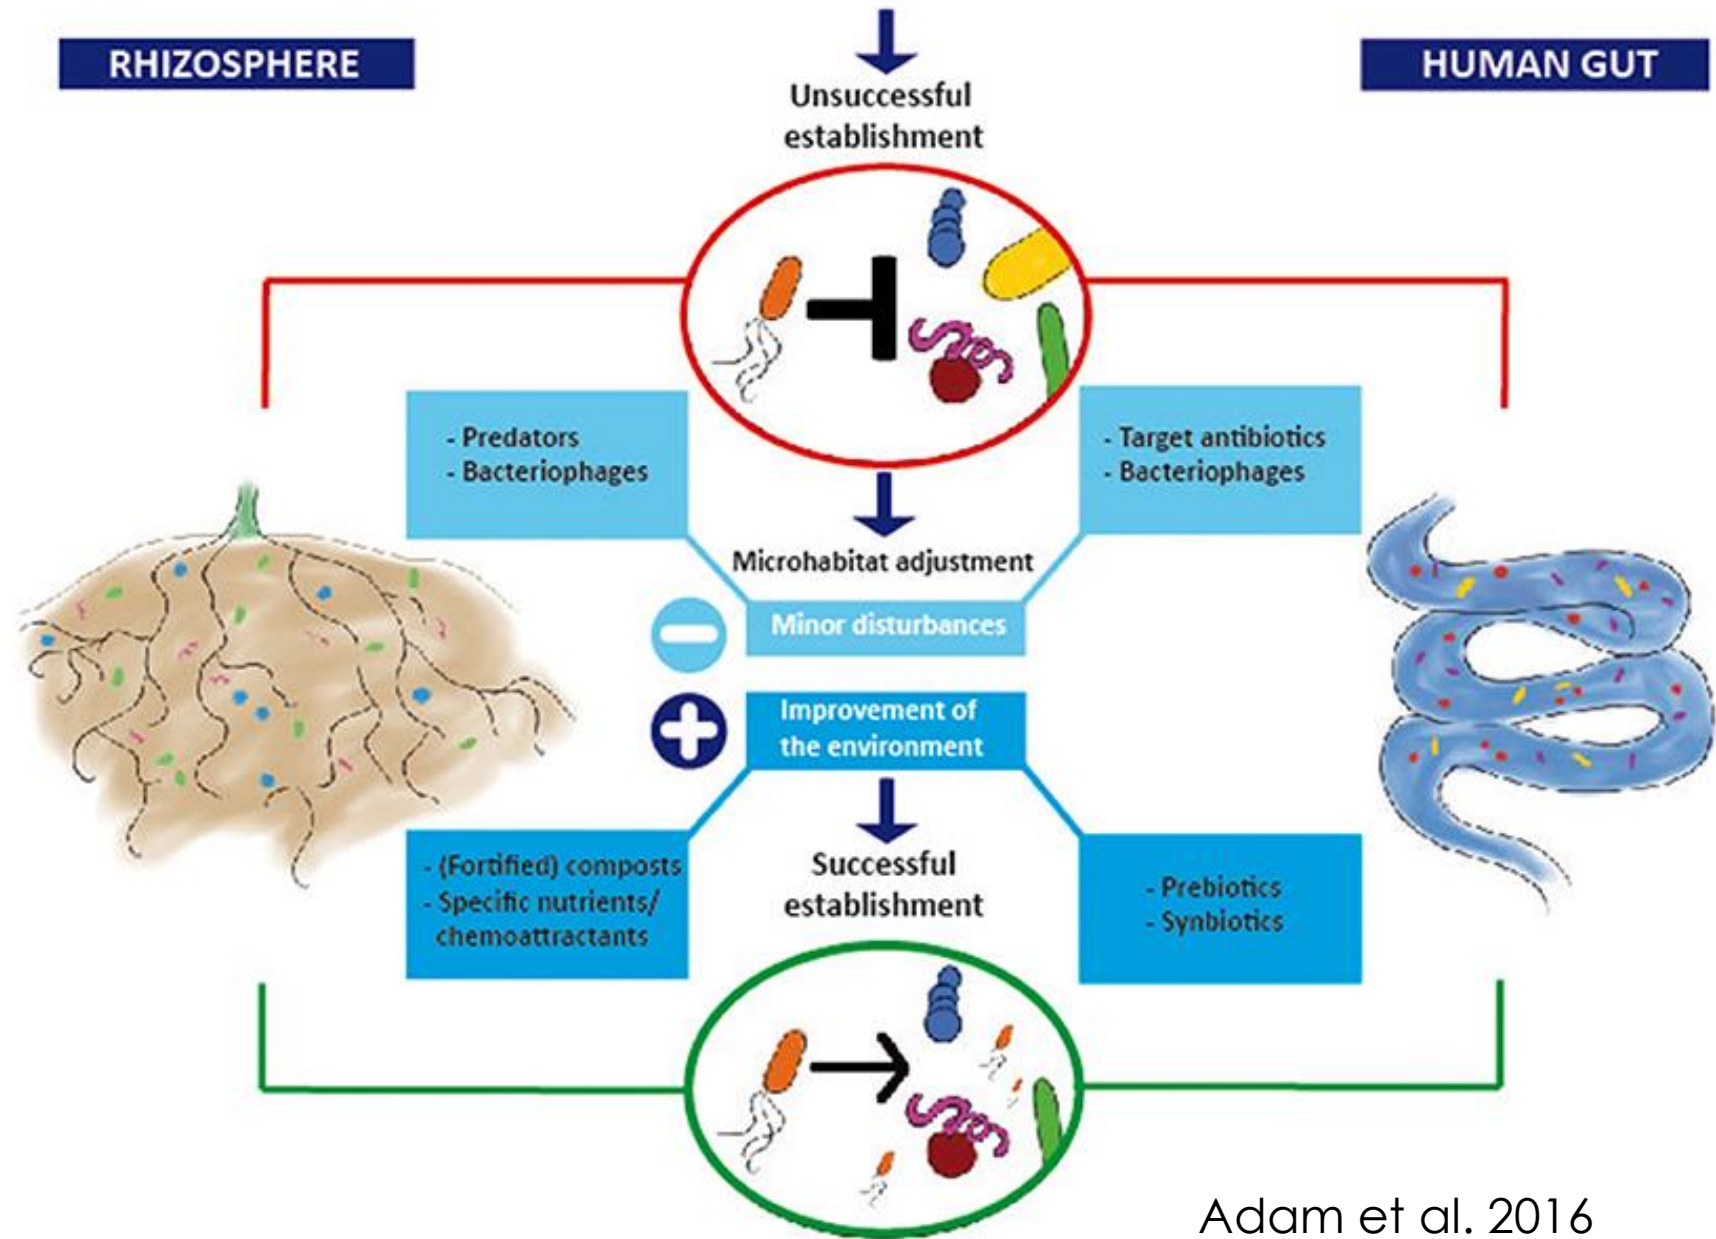 RHIZOSPHERE
HUMAN GUT
Unsuccessful
establishment
- Predators
- Bacteriophages
- Target antibiotics
- Bacteriophages
Microhabitat adjustment
Minor disturbances
Improvement of
the environment
- (Fortified) composts
- Specific nutrients/
chemoattractants
Successful
establishment
- Prebiotics
- Synbiotics
Adam et al. 2016